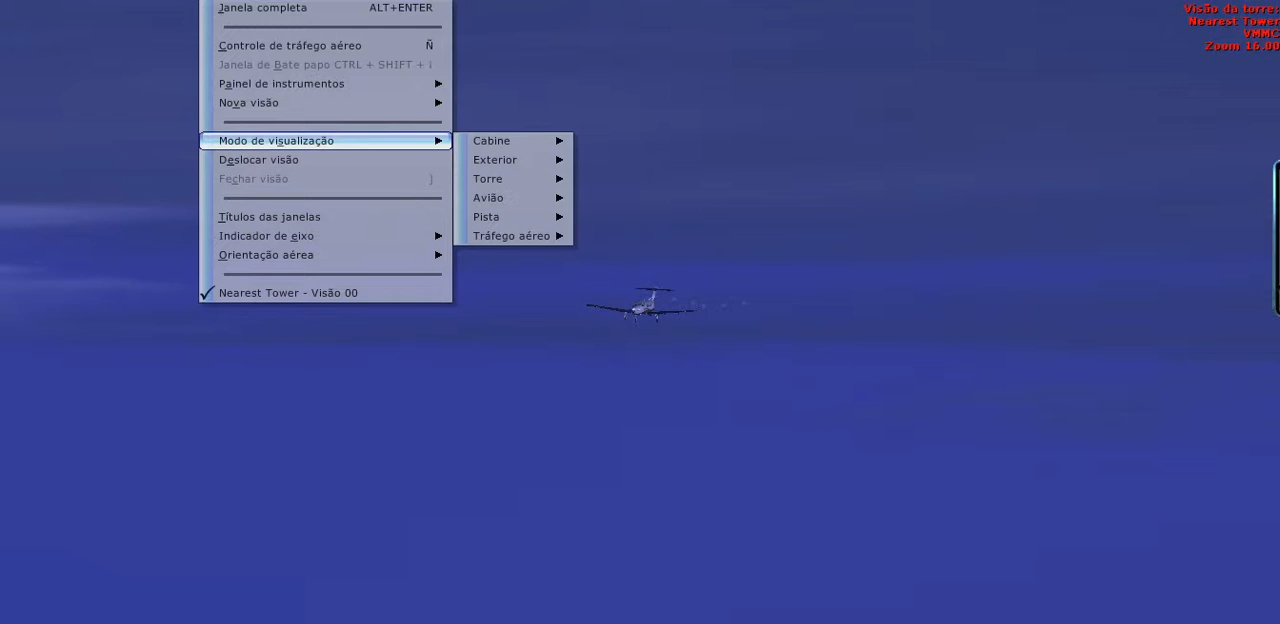 Janela completa ALT+ENTER
Controle de tráfego aéreo Ñ
Janela de Bate papo CTRL + SHIFT +
Painel de instrumentos
Nova visão
Modo de visualização
Deslocar visão
Fechar visão ]
Títulos das janelas
Indicador de eixo
Orientação aérea
Nearest Tower - Visão 00
Cabine
Exterior
Torre
Avião
Pista
Tráfego aéreo
Visão da torre:
Nearest Tower
VMMC
Zoom 16.00